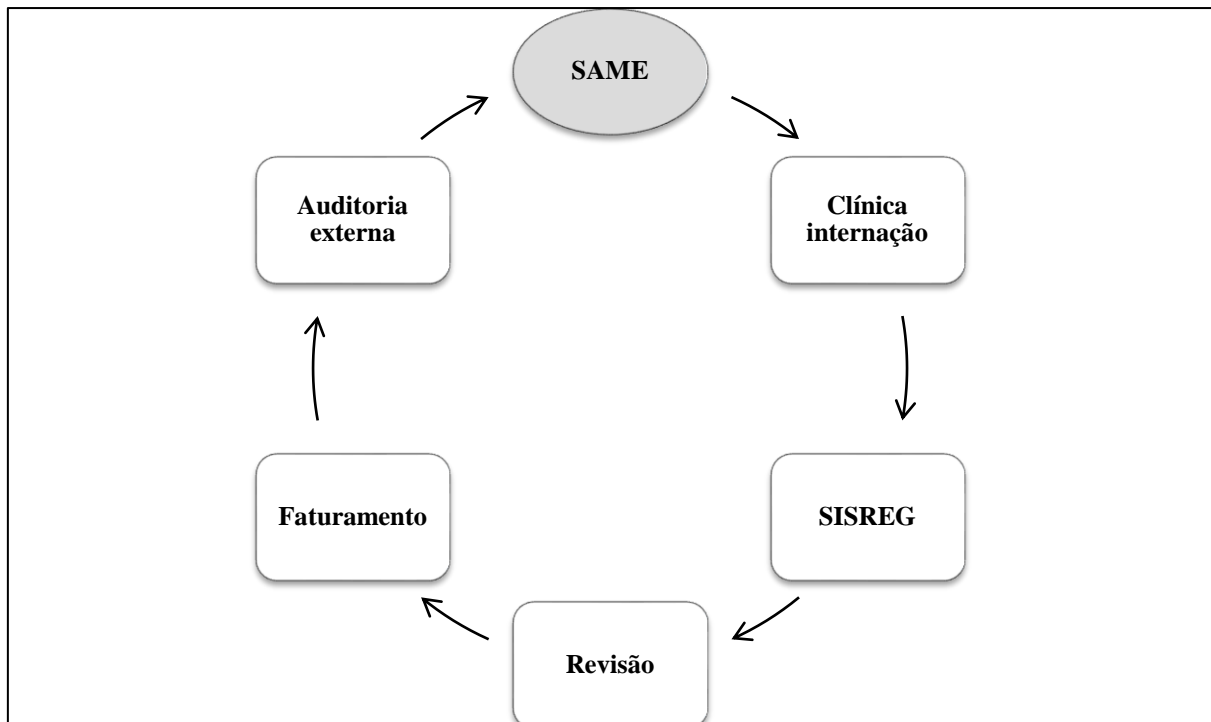 SAME
Clínica
internação
SISREG
Revisão
Faturamento
Auditoria
externa